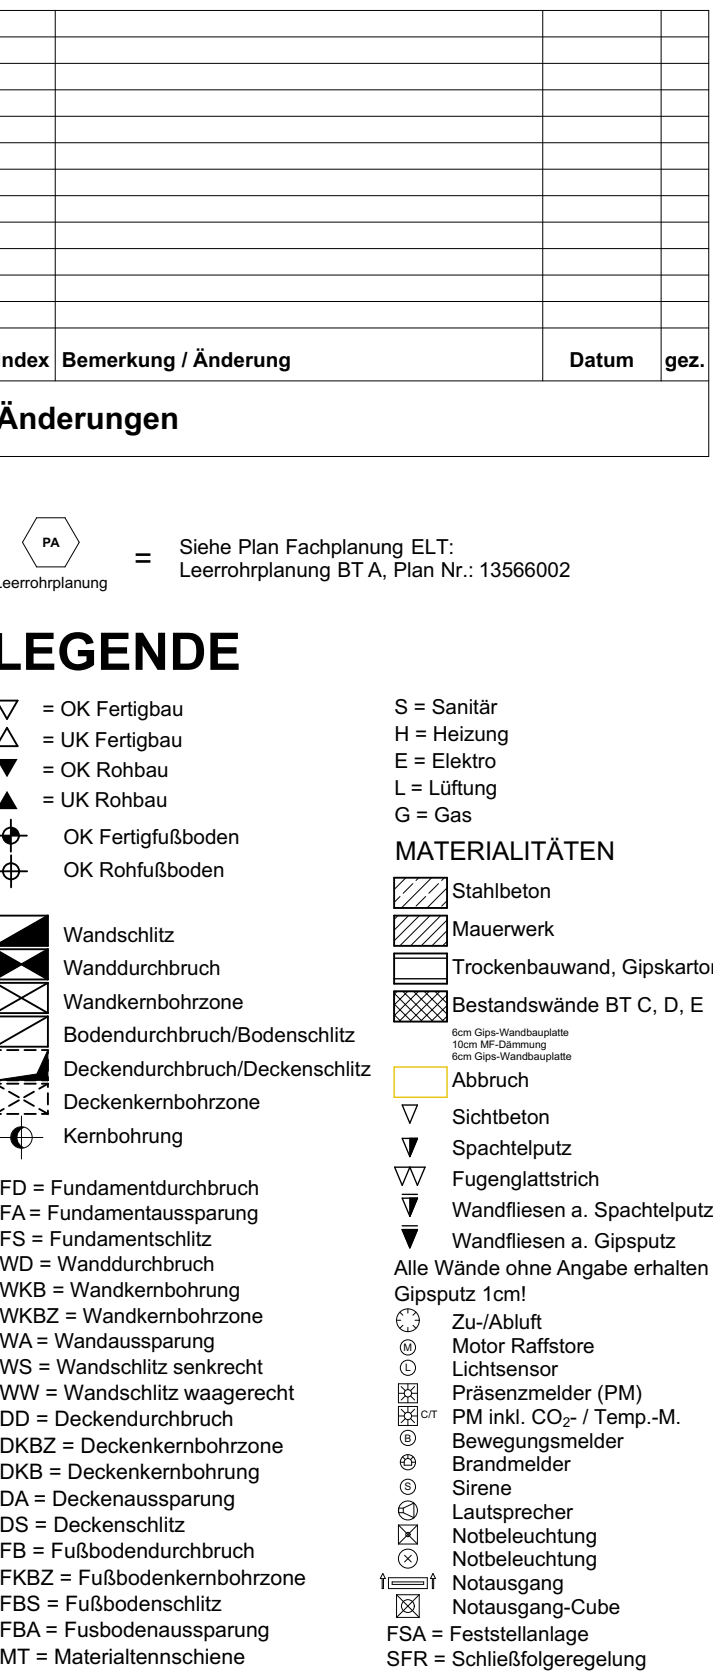 Index Bemerkung / Änderung Datum gez.
Änderungen
PA
Leerrohrplanung
=
Siehe Plan Fachplanung ELT:
Leerrohrplanung BT A, Plan Nr.: 13566002
LEGENDE
= OK Fertigbau
= UK Fertigbau
= OK Rohbau
= UK Rohbau
OK Fertigfußboden
OK Rohfußboden
Wandschlitz
Wanddurchbruch
Wandkernbohrzone
Bodendurchbruch/Bodenschlitz
Deckendurchbruch/Deckenschlitz
Deckenkernbohrzone
Kernbohrung
FD = Fundamentdurchbruch
FA = Fundamentaussparung
FS = Fundamentschlitz
WD = Wanddurchbruch
WKB = Wandkernbohrung
WKBZ = Wandkernbohrzone
WA = Wandaussparung
WS = Wandschlitz senkrecht
WW = Wandschlitz waagerecht
DD = Deckendurchbruch
DKBZ = Deckenkernbohrzone
DKB = Deckenkernbohrung
DA = Deckenaussparung
DS = Deckenschlitz
FB = Fußbodendurchbruch
FKBZ = Fußbodenkernbohrzone
FBS = Fußbodenschlitz
FBA = Fusbodenaussparung
MT = Materialtennschiene
S = Sanitär
H = Heizung
E = Elektro
L = Lüftung
G = Gas
MATERIALITÄTEN
Stahlbeton
Mauerwerk
Trockenbauwand, Gipskarton
Bestandswände BT C, D, E
6cm Gips-Wandbauplatte
10cm MF-Dämmung
6cm Gips-Wandbauplatte
Abbruch
Sichtbeton
Spachtelputz
Fugenglattstrich
Wandfliesen a. Spachtelputz
Wandfliesen a. Gipsputz
Alle Wände ohne Angabe erhalten
Gipsputz 1cm!
Zu-/Abluft
M Motor Raffstore
L Lichtsensor
Präsenzmelder (PM)
C/T PM inkl. CO₂- / Temp.-M.
B Bewegungsmelder
Brandmelder
S Sirene
Lautsprecher
Notbeleuchtung
Notbeleuchtung
Notausgang
Notausgang-Cube
FSA = Feststellanlage
SFR = Schließfolgeregelung